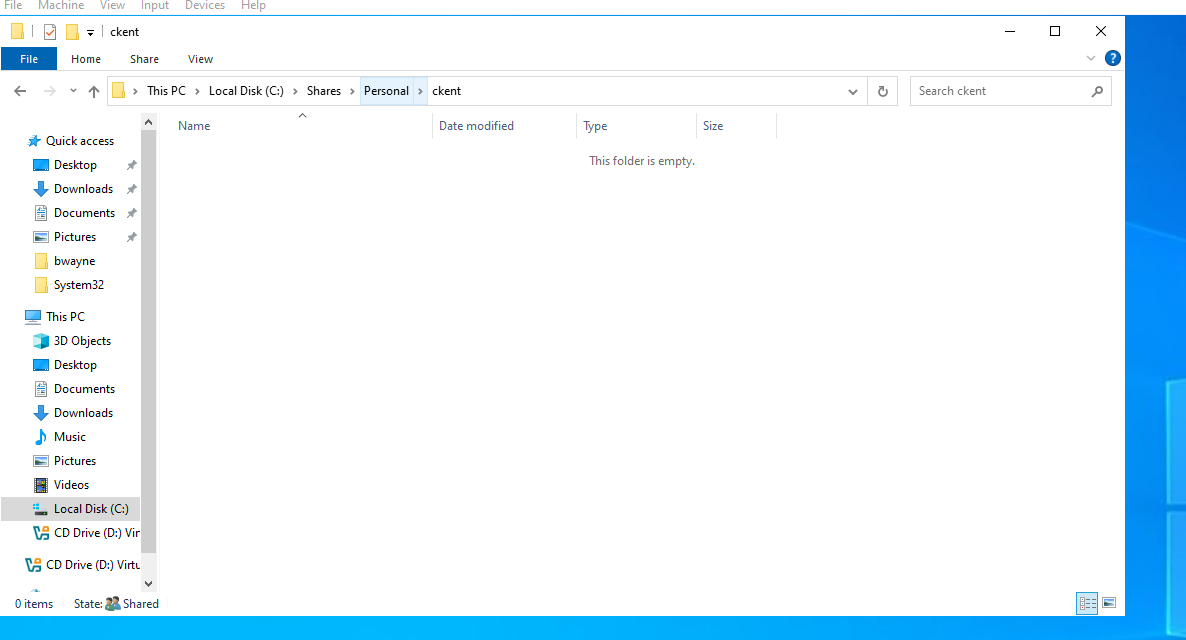 File Machine View Input Devices Help
ckent
File Home Share View
?
This PC Local Disk (C:) Shares Personal ckent
Search ckent
Name Date modified Type Size
This folder is empty.
Quick access
Desktop
Downloads
Documents
Pictures
bwayne
System32
This PC
3D Objects
Desktop
Documents
Downloads
Music
Pictures
Videos
Local Disk (C:)
CD Drive (D:) Vir
CD Drive (D:) Virtu
0 items State: Shared